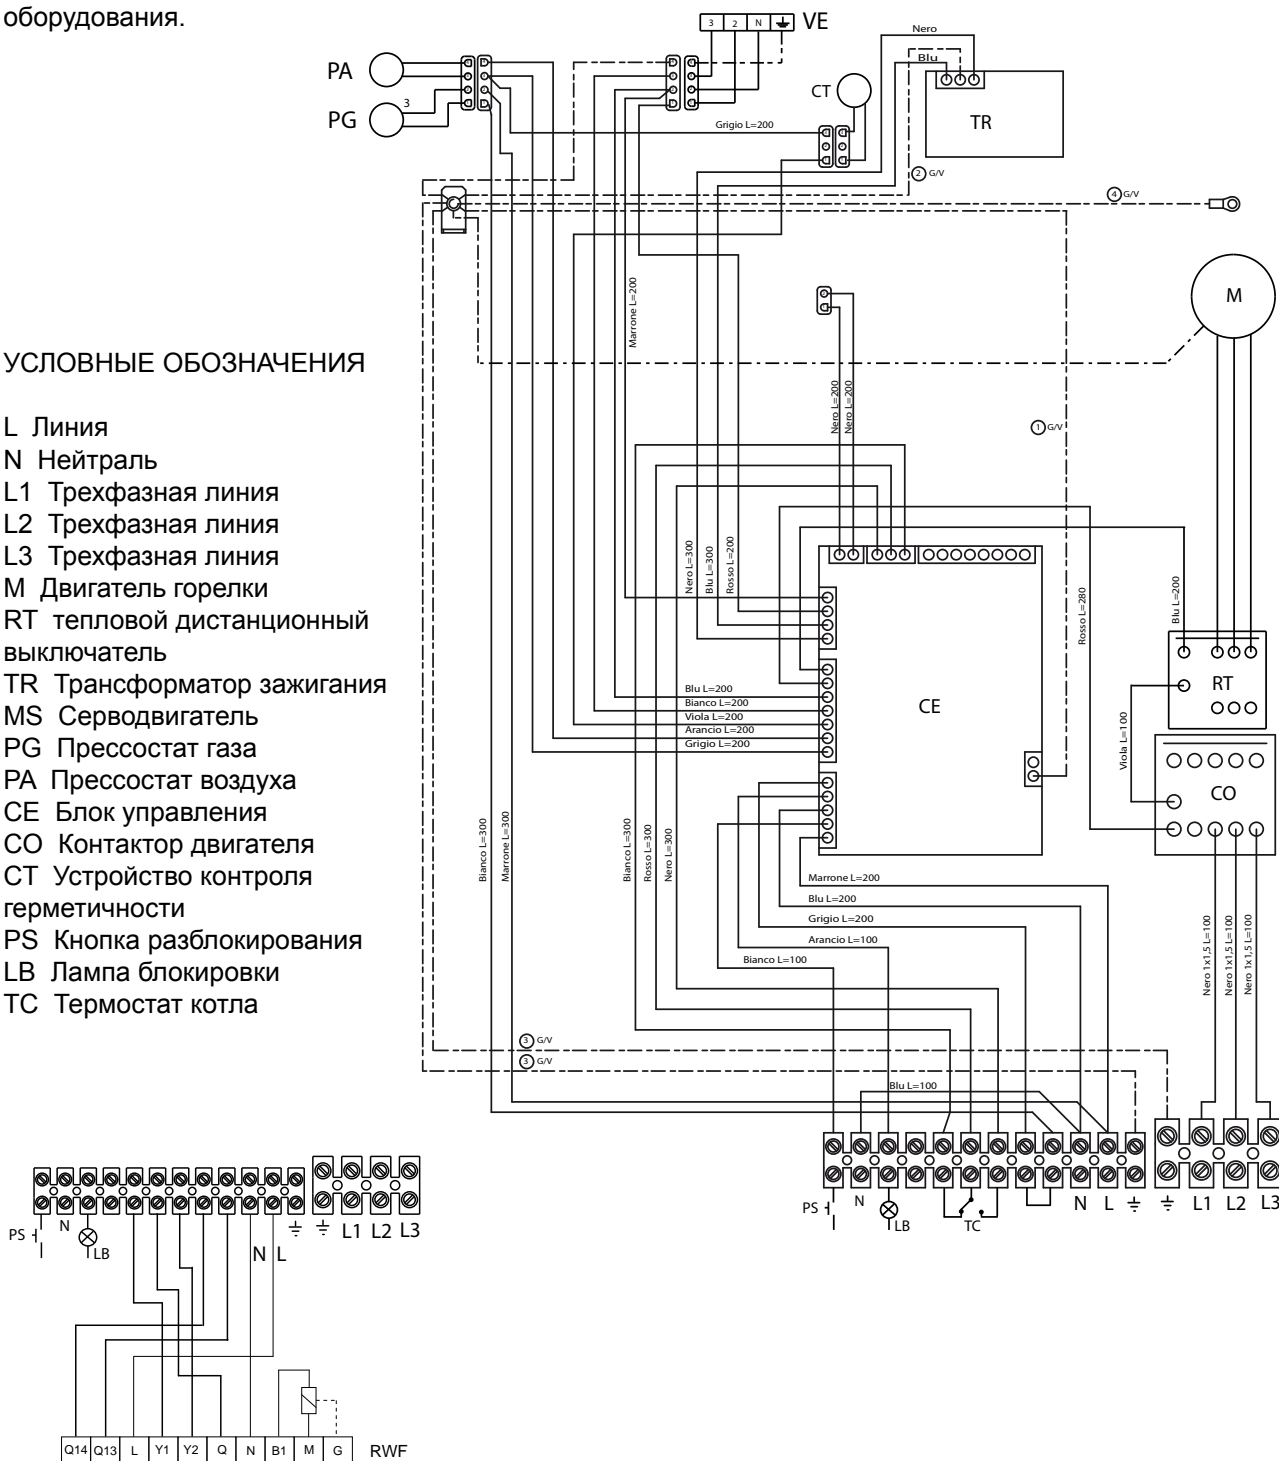 оборудования.
3 2 N VE
Nero
Blu
PA
PG
3
CT
TR
Grigio L=200
2 G/V
4 G/V
M
Marrone L=200
УСЛОВНЫЕ ОБОЗНАЧЕНИЯ
L Линия
N Нейтраль
L1 Трехфазная линия
L2 Трехфазная линия
L3 Трехфазная линия
M Двигатель горелки
RT тепловой дистанционный
выключатель
TR Трансформатор зажигания
MS Серводвигатель
PG Прессостат газа
PA Прессостат воздуха
CE Блок управления
CO Контактор двигателя
CT Устройство контроля
герметичности
PS Кнопка разблокирования
LB Лампа блокировки
TC Термостат котла
Nero L=200
Nero L=200
1 G/V
Nero L=300
Blu L=300
Rosso L=200
Rosso L=280
Blu L=200
RT
Viola L=100
CO
CE
Blu L=200
Bianco L=200
Viola L=200
Arancio L=200
Grigio L=200
Bianco L=300
Marrone L=300
Bianco L=300
Rosso L=300
Nero L=300
Marrone L=200
Blu L=200
Grigio L=200
Arancio L=100
Bianco L=100
Nero 1x1,5 L=100
Nero 1x1,5 L=100
Nero 1x1,5 L=100
3 G/V
3 G/V
Blu L=100
PS N LB TC N L L1 L2 L3
PS N LB N L L1 L2 L3
Q14 Q13 L Y1 Y2 Q N B1 M G RWF